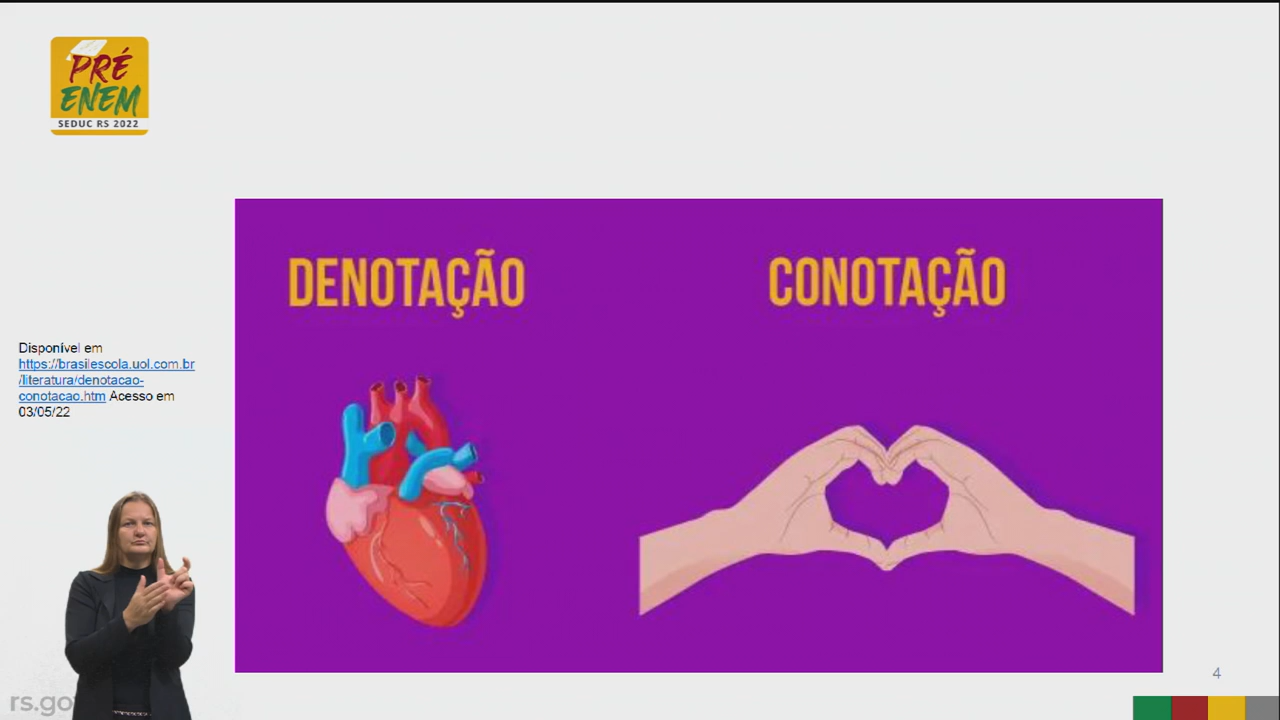 PRÉ
ENEM
SEDUC RS 2022
DENOTAÇÃO
CONOTAÇÃO
Disponível em
https://brasilescola.uol.com.br
/literatura/denotacao-
conotacao.htm Acesso em
03/05/22
rs.go
4